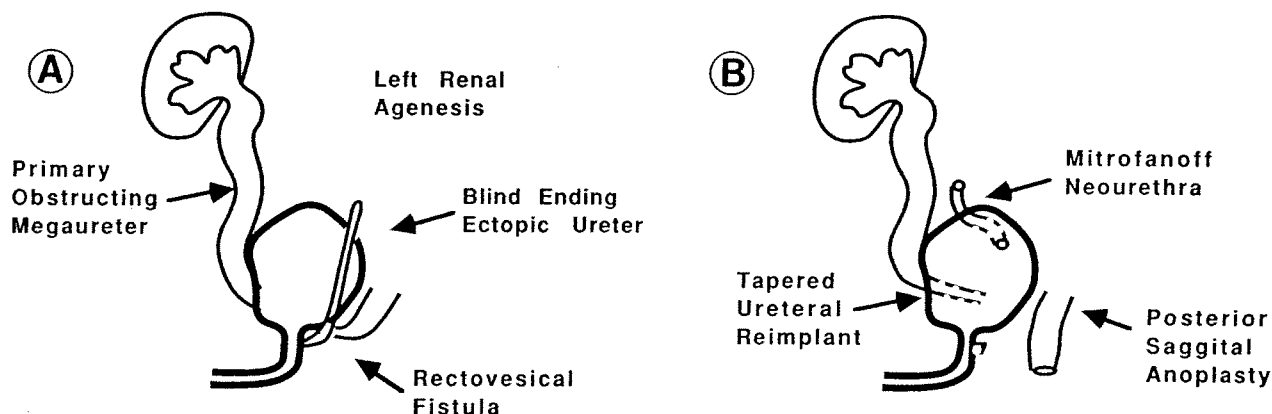 A
Left Renal
Agenesis
Primary
Obstructing
Megaureter
Blind Ending
Ectopic Ureter
Rectovesical
Fistula
B
Mitrofanoff
Neourethra
Tapered
Ureteral
Reimplant
Posterior
Saggital
Anoplasty